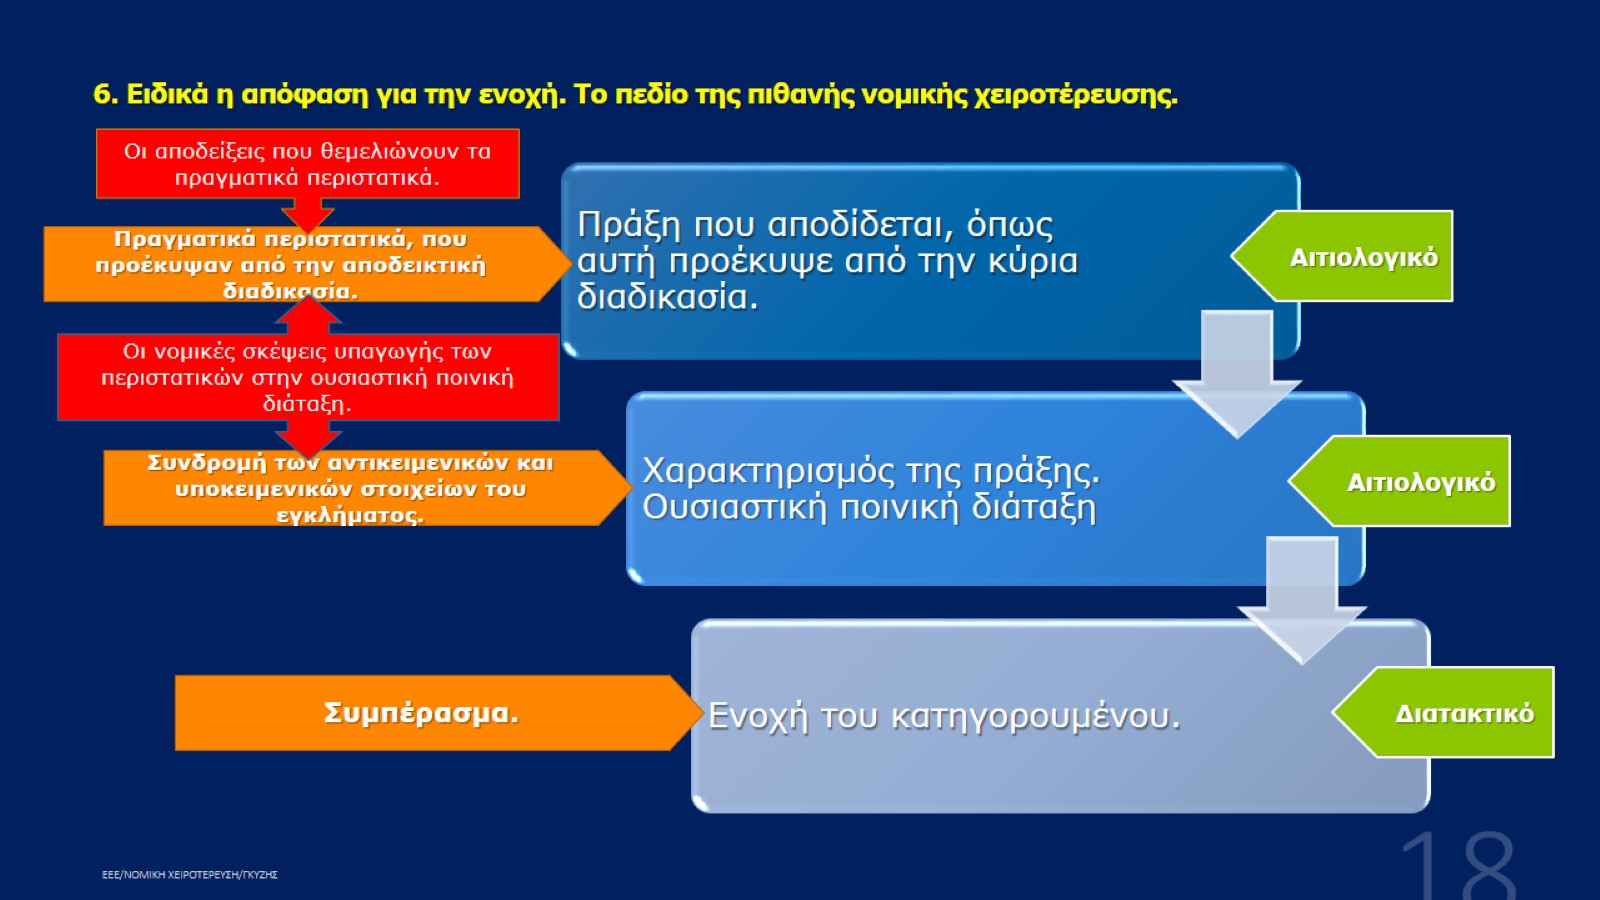 6. Ειδικά η απόφαση για την ενοχή. Το πεδίο της πιθανής νομικής χειροτέρευσης.
Οι αποδείξεις που θεμελιώνουν τα
πραγματικά περιστατικά.
Πραγματικά περιστατικά, που
προέκυψαν από την αποδεικτική
διαδικασία.
Πράξη που αποδίδεται, όπως
αυτή προέκυψε από την κύρια
διαδικασία.
Αιτιολογικό
Οι νομικές σκέψεις υπαγωγής των
περιστατικών στην ουσιαστική ποινική
διάταξη.
Συνδρομή των αντικειμενικών και
υποκειμενικών στοιχείων του
εγκλήματος.
Χαρακτηρισμός της πράξης.
Ουσιαστική ποινική διάταξη
Αιτιολογικό
Συμπέρασμα.
Ενοχή του κατηγορουμένου.
Διατακτικό
ΕΕΕ/ΝΟΜΙΚΗ ΧΕΙΡΟΤΕΡΕΥΣΗ/ΓΚΥΖΗΣ
18